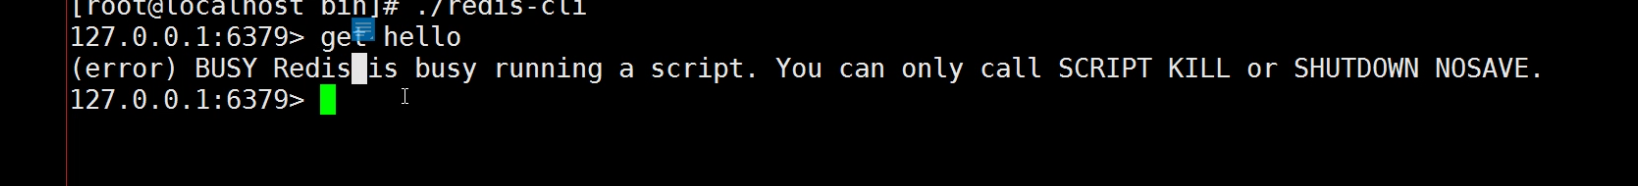 [root@localhost bin]# ./redis-cli
127.0.0.1:6379> get hello
(error) BUSY Redis is busy running a script. You can only call SCRIPT KILL or SHUTDOWN NOSAVE.
127.0.0.1:6379>